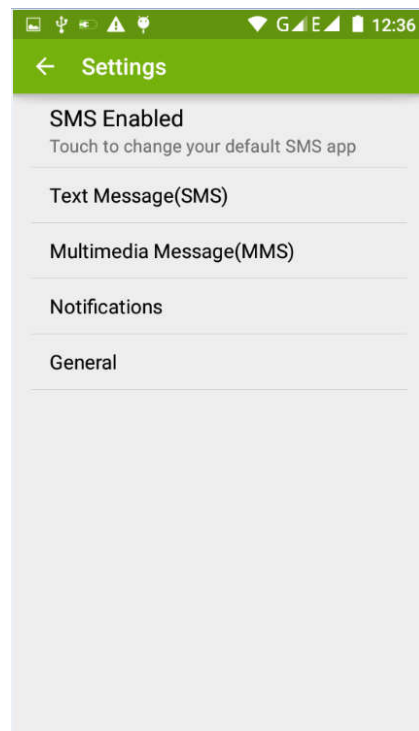 G E 12:36
Settings
SMS Enabled
Touch to change your default SMS app
Text Message(SMS)
Multimedia Message(MMS)
Notifications
General